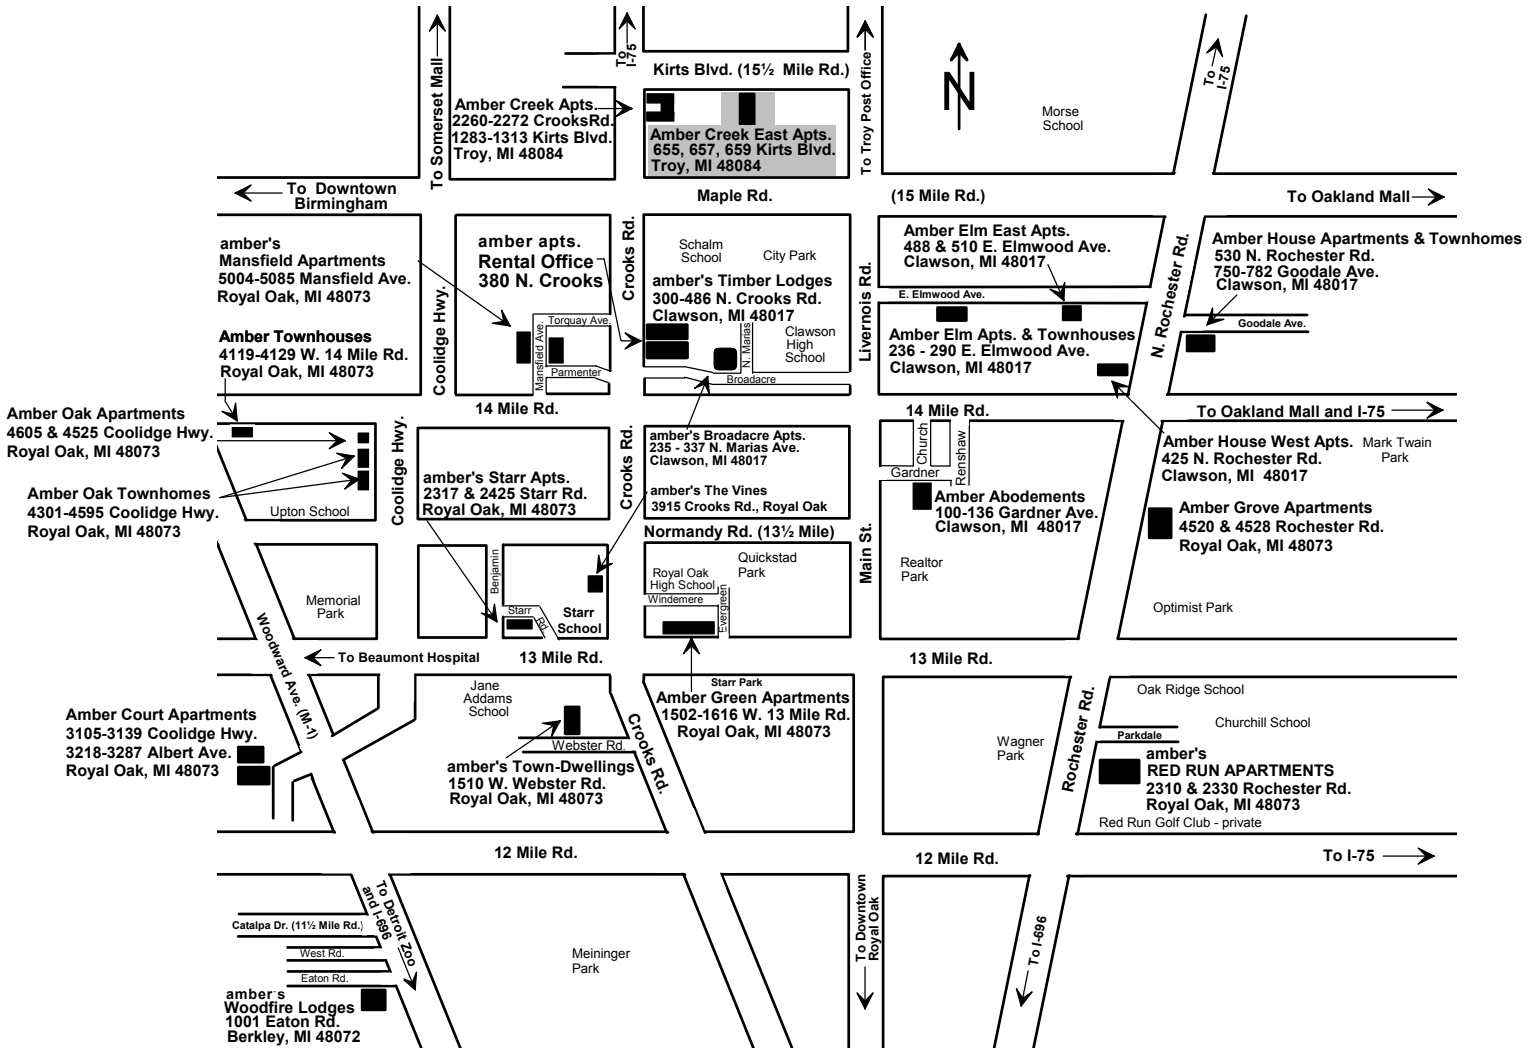 To Somerset Mall
To
I-75
Kirts Blvd. (15½ Mile Rd.)
To Troy Post Office
N
To
I-75
Morse
School
Amber Creek Apts.
2260-2272 CrooksRd.
1283-1313 Kirts Blvd.
Troy, MI 48084
Amber Creek East Apts.
655, 657, 659 Kirts Blvd.
Troy, MI 48084
To Downtown
Birmingham
Maple Rd.
(15 Mile Rd.)
To Oakland Mall
amber's
Mansfield Apartments
5004-5085 Mansfield Ave.
Royal Oak, MI 48073
Amber Townhouses
4119-4129 W. 14 Mile Rd.
Royal Oak, MI 48073
Coolidge Hwy.
amber apts.
Rental Office
380 N. Crooks
Torquay Ave.
Mansfield Ave.
Parmenter
Crooks Rd.
Schalm
School
City Park
amber's Timber Lodges
300-486 N. Crooks Rd.
Clawson, MI 48017
N. Marias
Clawson
High
School
Broadacre
Livernois Rd.
Amber Elm East Apts.
488 & 510 E. Elmwood Ave.
Clawson, MI 48017
E. Elmwood Ave.
Amber Elm Apts. & Townhouses
236 - 290 E. Elmwood Ave.
Clawson, MI 48017
N. Rochester Rd.
Amber House Apartments & Townhomes
530 N. Rochester Rd.
750-782 Goodale Ave.
Clawson, MI 48017
Goodale Ave.
14 Mile Rd.
14 Mile Rd.
To Oakland Mall and I-75
Amber Oak Apartments
4605 & 4525 Coolidge Hwy.
Royal Oak, MI 48073
Amber Oak Townhomes
4301-4595 Coolidge Hwy.
Royal Oak, MI 48073
Upton School
Coolidge Hwy.
amber's Starr Apts.
2317 & 2425 Starr Rd.
Royal Oak, MI 48073
Crooks Rd.
amber's Broadacre Apts.
235 - 337 N. Marias Ave.
Clawson, MI 48017
amber's The Vines
3915 Crooks Rd., Royal Oak
Church
Renshaw
Gardner
Amber Abodements
100-136 Gardner Ave.
Clawson, MI 48017
Amber House West Apts.
425 N. Rochester Rd.
Clawson, MI 48017
Mark Twain
Park
Amber Grove Apartments
4520 & 4528 Rochester Rd.
Royal Oak, MI 48073
Normandy Rd. (13½ Mile)
Main St.
Memorial
Park
Benjamin
Starr
Rd.
Starr
School
Royal Oak
High School
Windemere
Evergreen
Quickstad
Park
Realtor
Park
Optimist Park
Woodward Ave. (M-1)
To Beaumont Hospital
13 Mile Rd.
13 Mile Rd.
Amber Court Apartments
3105-3139 Coolidge Hwy.
3218-3287 Albert Ave.
Royal Oak, MI 48073
Jane
Addams
School
Webster Rd.
amber's Town-Dwellings
1510 W. Webster Rd.
Royal Oak, MI 48073
Crooks Rd.
Starr Park
Amber Green Apartments
1502-1616 W. 13 Mile Rd.
Royal Oak, MI 48073
Wagner
Park
Rochester Rd.
Oak Ridge School
Churchill School
Parkdale
amber's
RED RUN APARTMENTS
2310 & 2330 Rochester Rd.
Royal Oak, MI 48073
Red Run Golf Club - private
12 Mile Rd.
12 Mile Rd.
To I-75
To Detroit Zoo
and I-696
Catalpa Dr. (11½ Mile Rd.)
West Rd.
Eaton Rd.
amber's
Woodfire Lodges
1001 Eaton Rd.
Berkley, MI 48072
Meininger
Park
To Downtown
Royal Oak
To I-696